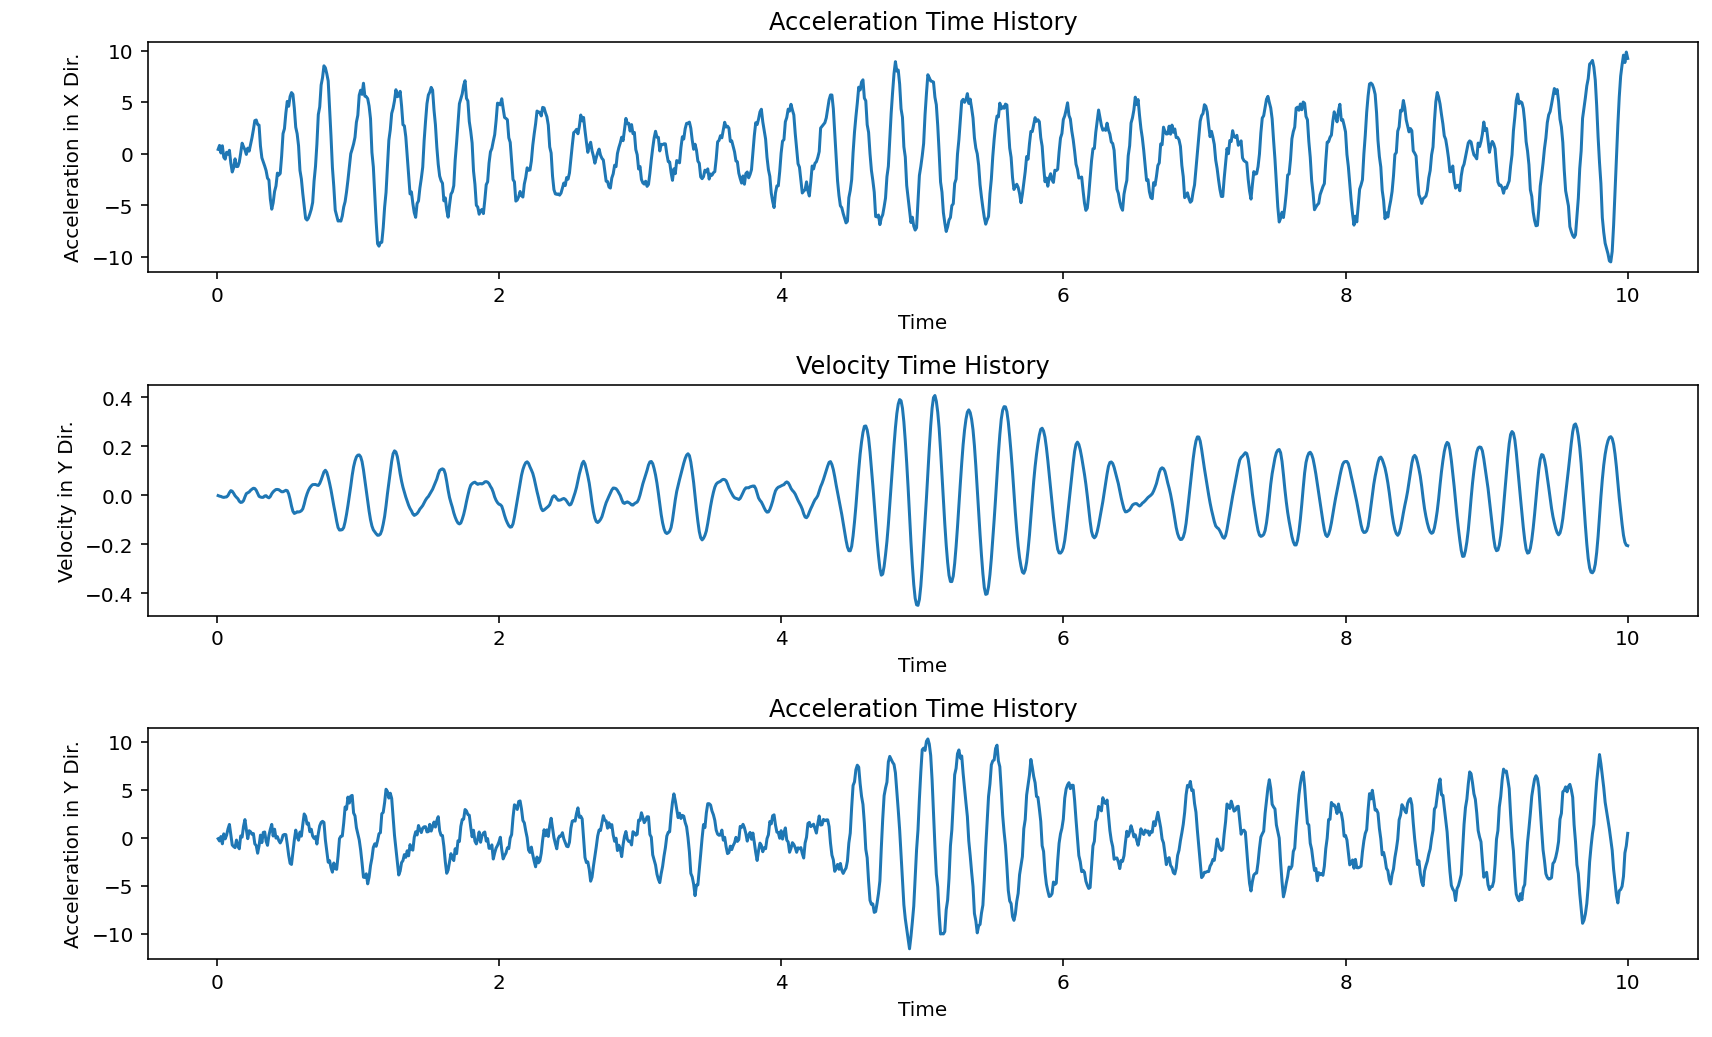 Acceleration Time History
Acceleration in X Dir.
10
5
0
−5
−10
0 2 4 6 8 10
Time
Velocity Time History
Velocity in Y Dir.
0.4
0.2
0.0
−0.2
−0.4
0 2 4 6 8 10
Time
Acceleration Time History
Acceleration in Y Dir.
10
5
0
−5
−10
0 2 4 6 8 10
Time